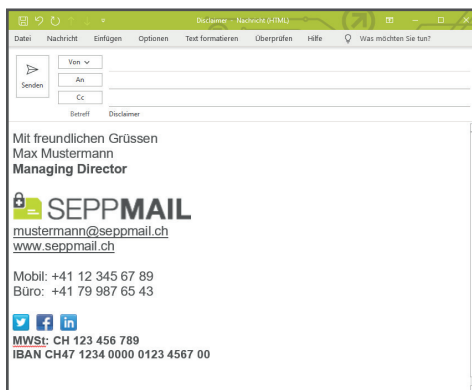 Disclaimer - Nachricht (HTML)
Datei Nachricht Einfügen Optionen Text formatieren Überprüfen Hilfe Was möchten Sie tun?
Senden
Von
An
Cc
Betreff Disclaimer
Mit freundlichen Grüssen
Max Mustermann
Managing Director
SEPPMAIL
mustermann@seppmail.ch
www.seppmail.ch
Mobil: +41 12 345 67 89
Büro: +41 79 987 65 43
MWSt: CH 123 456 789
IBAN CH47 1234 0000 0123 4567 00